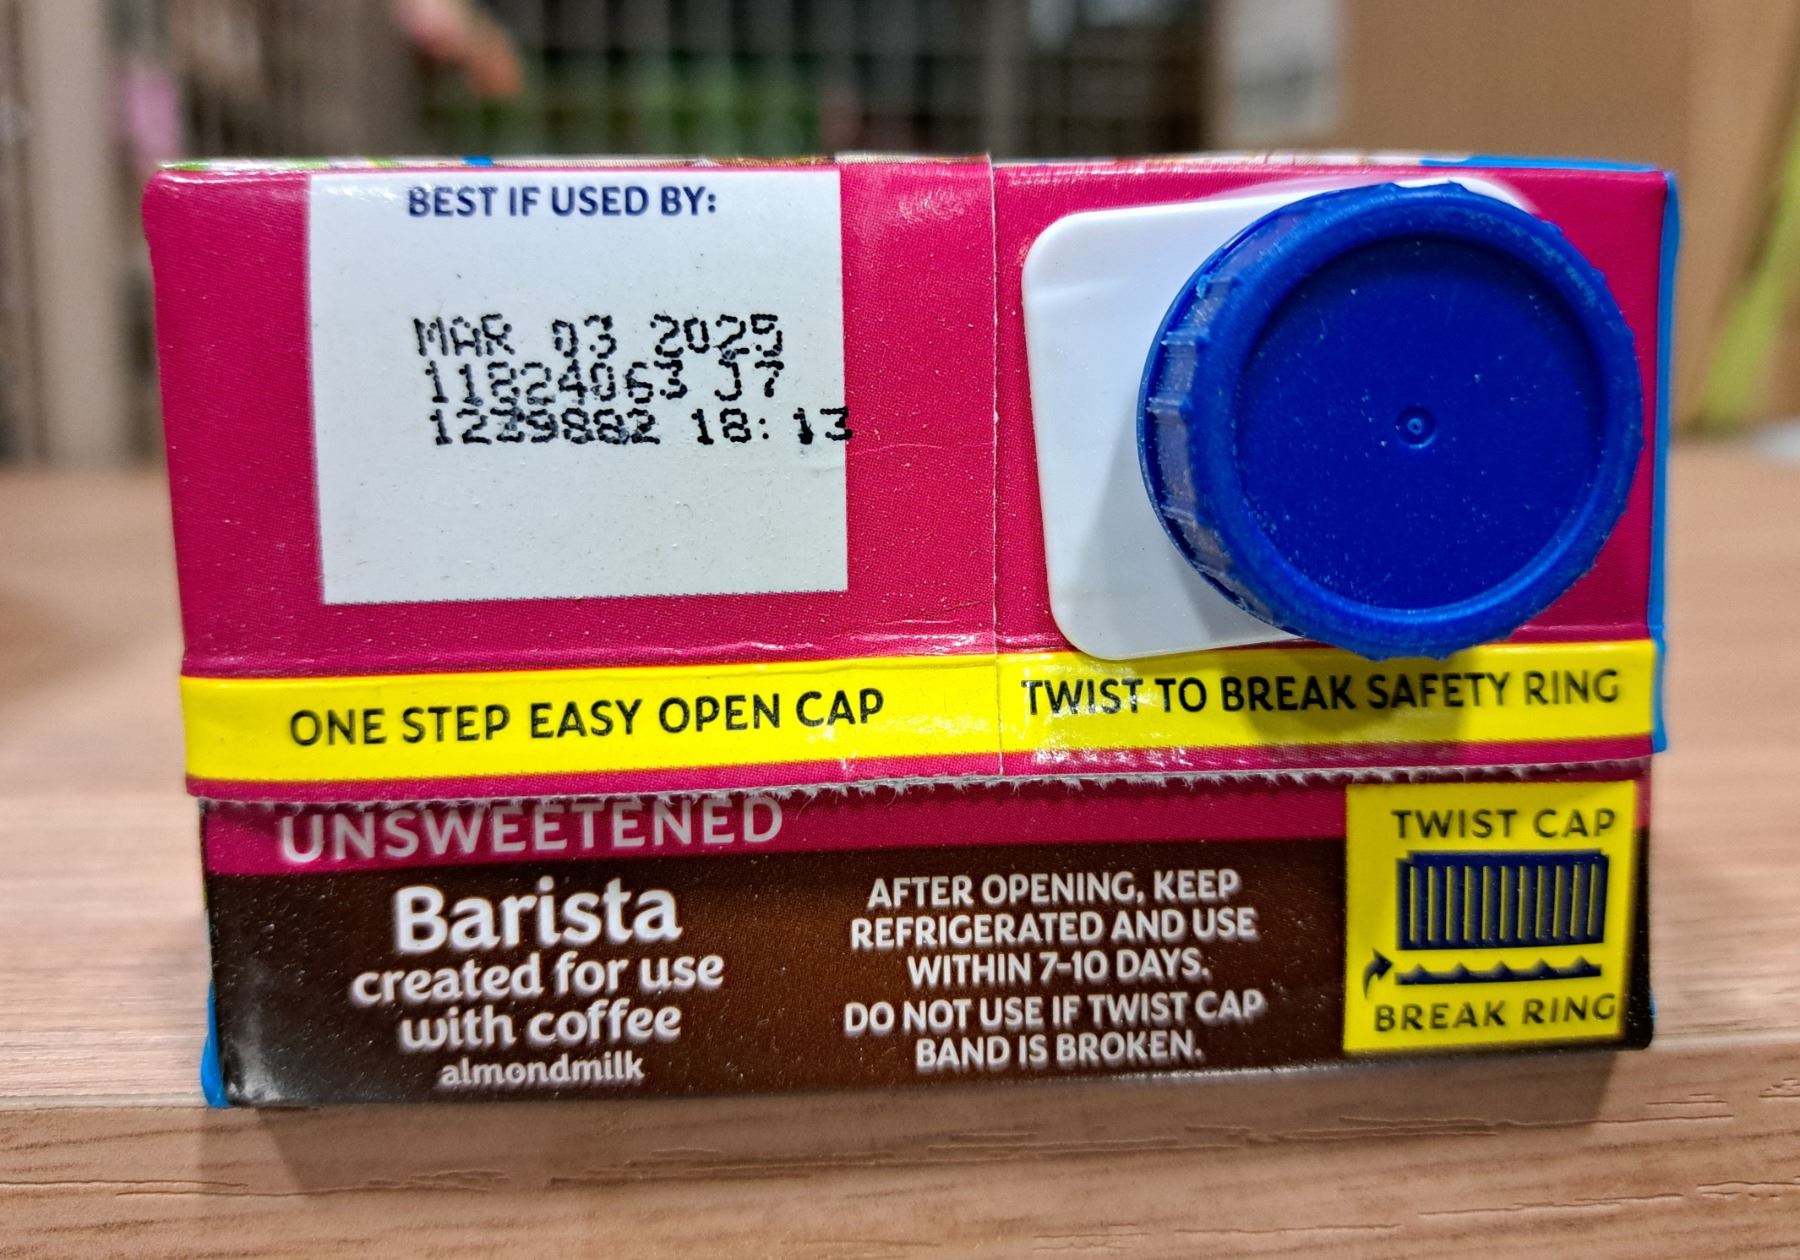 BEST IF USED BY:
MAR 03 2025
11824063 J7
1239882 18:13
ONE STEP EASY OPEN CAP
TWIST TO BREAK SAFETY RING
UNSWEETENED
Barista
created for use
with coffee
almondmilk
AFTER OPENING, KEEP
REFRIGERATED AND USE
WITHIN 7-10 DAYS.
DO NOT USE IF TWIST CAP
BAND IS BROKEN.
TWIST CAP
BREAK RING